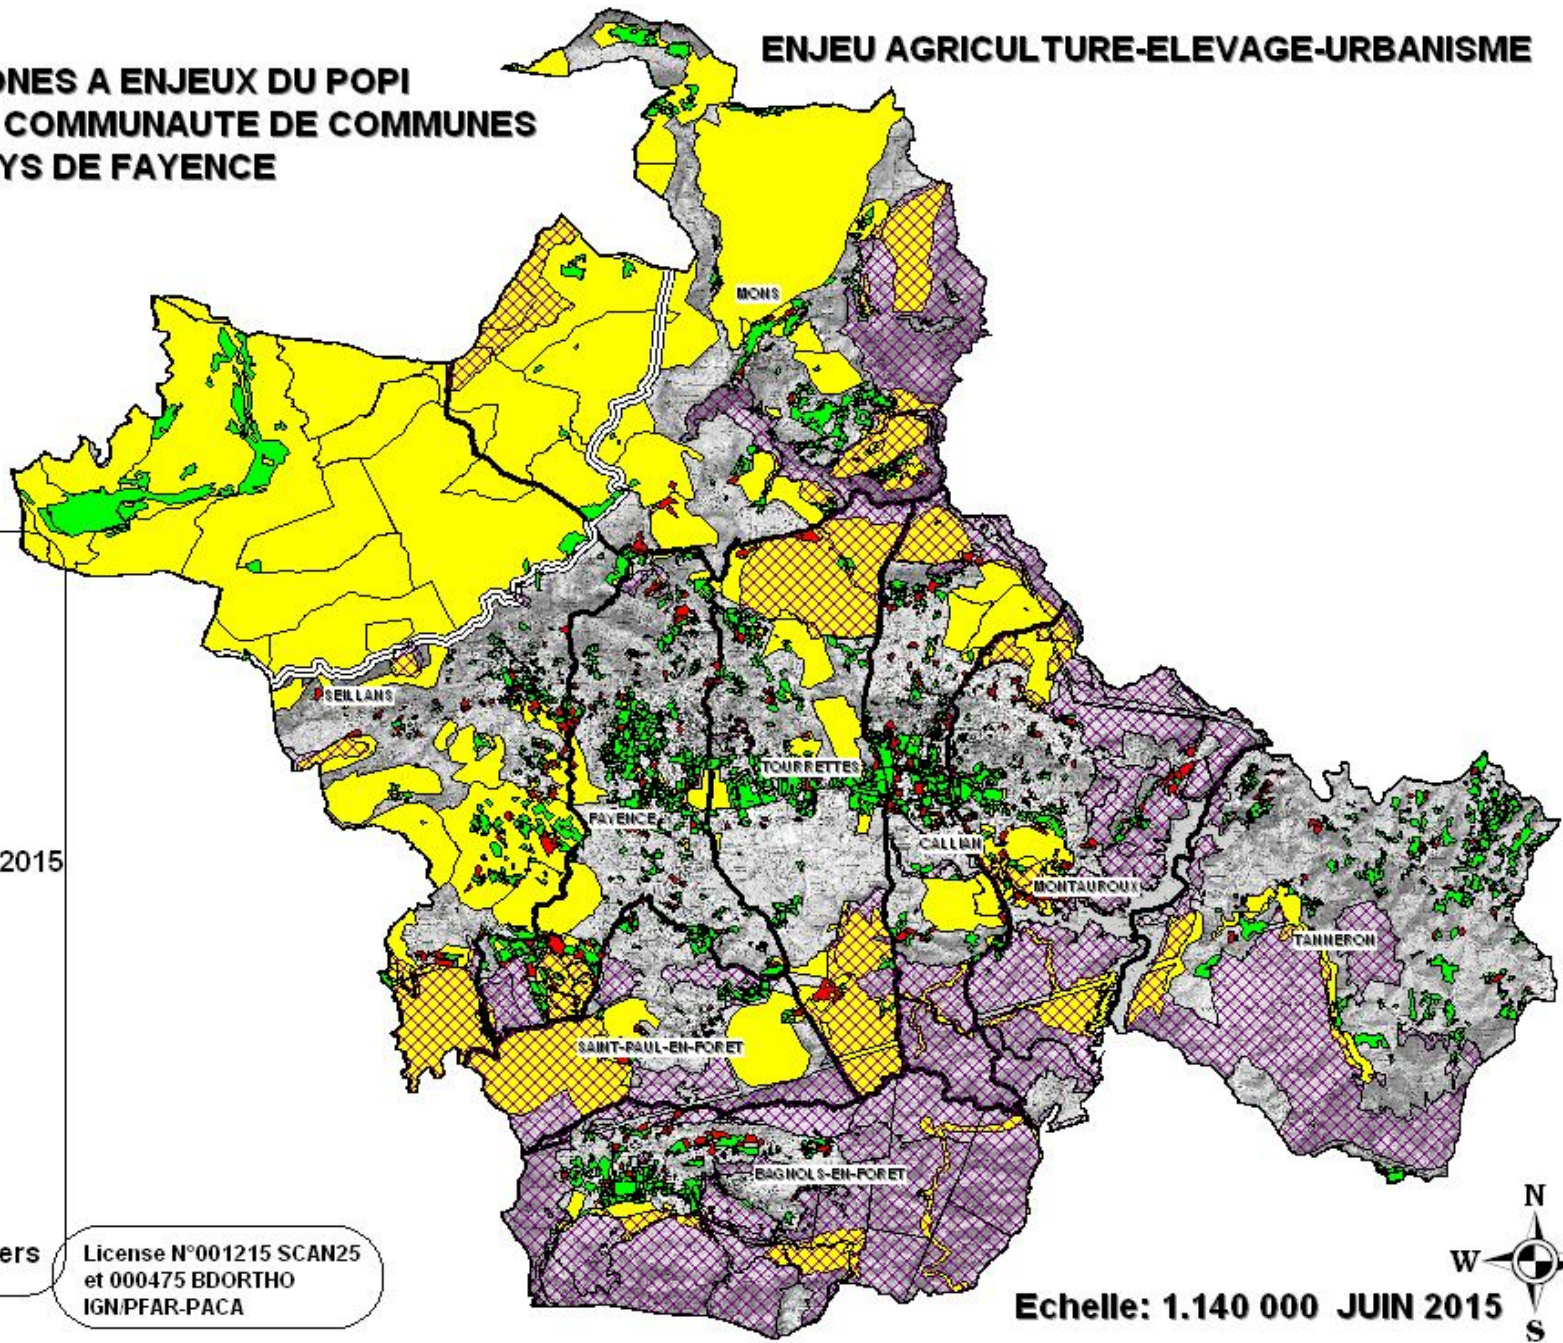 ONES A ENJEUX DU POPI
COMMUNAUTE DE COMMUNES
YS DE FAYENCE
ENJEU AGRICULTURE-ELEVAGE-URBANISME
MONS
SEILLANS
TOURRETTES
FAYENCE
CALLIAN
MONTAUROUX
2015
TANNERON
SAINT-PAUL-EN-FORET
BAGNOLS-EN-FORET
ers
License N°001215 SCAN25
et 000475 BDORTHO
IGN/PFAR-PACA
Echelle: 1.140 000 JUIN 2015
N
W
S